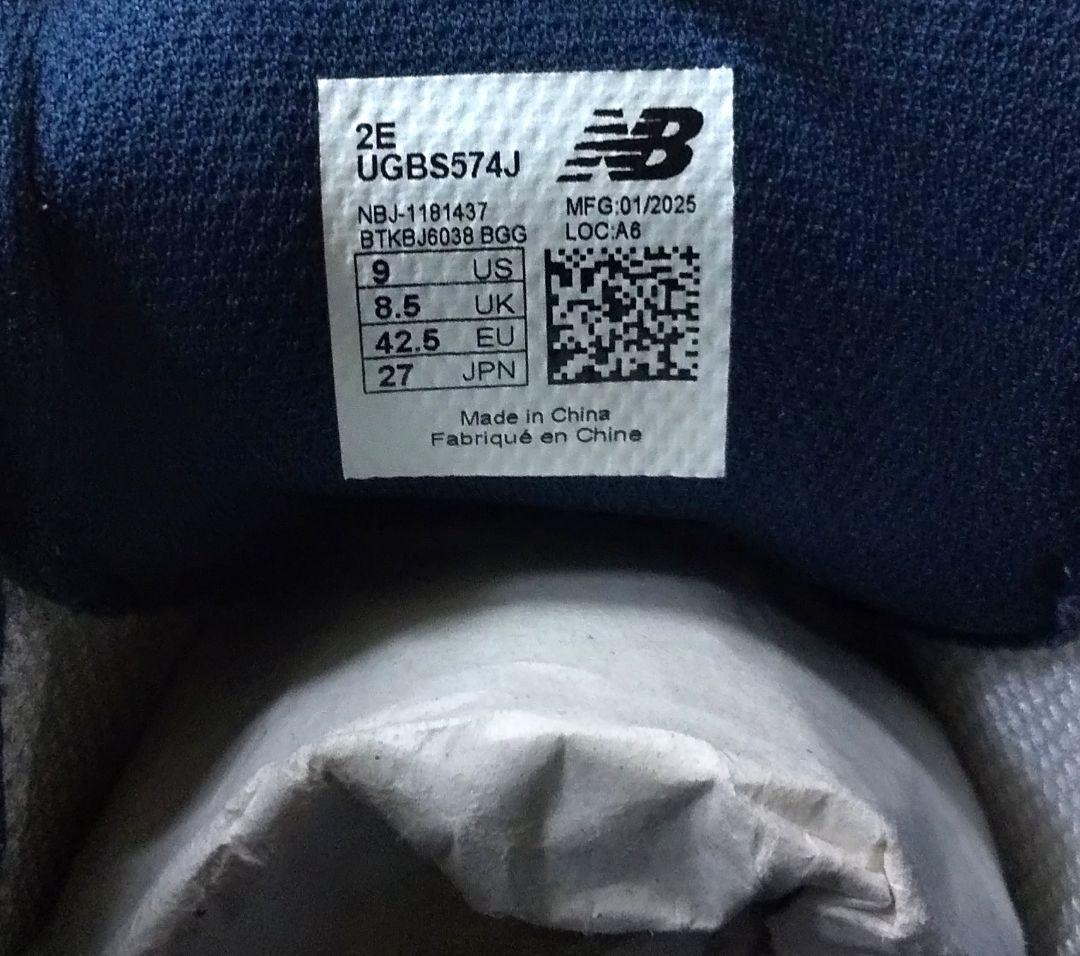 2E
UGBS574J
NB
NBJ-1181437
BTKBJ6038 BGG
MFG:01/2025
LOC:A6
9 US
8.5 UK
42.5 EU
27 JPN
Made in China
Fabriqué en Chine